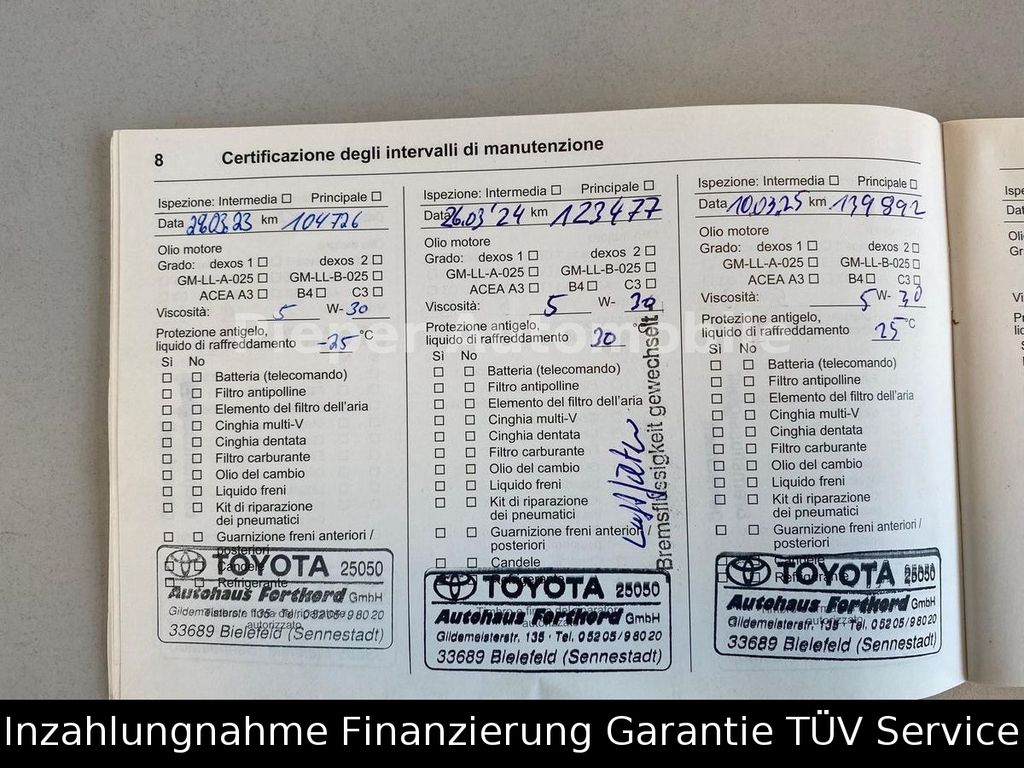 8 Certificazione degli intervalli di manutenzione
Ispezione: Intermedia ☐ Principale ☐
Data 29.03.23 km 104726
Olio motore
Grado: dexos 1 ☐ dexos 2 ☐
GM-LL-A-025 ☐ GM-LL-B-025 ☐
ACEA A3 ☐ B4 ☐ C3 ☐
Viscosità: 5 W- 30
Protezione antigelo,
liquido di raffreddamento -25 °C
Sì No
☐ ☐ Batteria (telecomando)
☐ ☐ Filtro antipolline
☐ ☐ Elemento del filtro dell'aria
☐ ☐ Cinghia multi-V
☐ ☐ Cinghia dentata
☐ ☐ Filtro carburante
☐ ☐ Olio del cambio
☐ ☐ Liquido freni
☐ ☐ Kit di riparazione
dei pneumatici
☐ ☐ Guarnizione freni anteriori /
posteriori
☐ ☐ Candele
☐ ☐ Refrigerante
autorizzato
TOYOTA 25050
Autohaus Forthord GmbH
Gildemeisterstr. 135 · Tel. 05205/98020
33689 Bielefeld (Sennestadt)
Ispezione: Intermedia ☐ Principale ☐
Data 26.03.'24 km 123477
Olio motore
Grado: dexos 1 ☐ dexos 2 ☐
GM-LL-A-025 ☐ GM-LL-B-025 ☐
ACEA A3 ☐ B4 ☐ C3 ☐
Viscosità: 5 W- 30
Protezione antigelo,
liquido di raffreddamento 30
Sì No
☐ ☐ Batteria (telecomando)
☐ ☐ Filtro antipolline
☐ ☐ Elemento del filtro dell'aria
☐ ☐ Cinghia multi-V
☐ ☐ Cinghia dentata
☐ ☐ Filtro carburante
☐ ☐ Olio del cambio
☐ ☐ Liquido freni
☐ ☐ Kit di riparazione
dei pneumatici
☐ ☐ Guarnizione freni anteriori /
posteriori
☐ ☐ Candele
Bremsflüssigkeit gewechselt!
TOYOTA 25050
Autohaus Forthord GmbH
Gildemeisterstr. 135 · Tel. 05205/98020
33689 Bielefeld (Sennestadt)
Ispezione: Intermedia ☐ Principale ☐
Data 10.03.25 km 139892
Olio motore
Grado: dexos 1 ☐ dexos 2 ☐
GM-LL-A-025 ☐ GM-LL-B-025 ☐
ACEA A3 ☐ B4 ☐ C3 ☐
Viscosità: 5 W- 30
Protezione antigelo,
liquido di raffreddamento 25 °C
Sì No
☐ ☐ Batteria (telecomando)
☐ ☐ Filtro antipolline
☐ ☐ Elemento del filtro dell'aria
☐ ☐ Cinghia multi-V
☐ ☐ Cinghia dentata
☐ ☐ Filtro carburante
☐ ☐ Olio del cambio
☐ ☐ Liquido freni
☐ ☐ Kit di riparazione
dei pneumatici
☐ ☐ Guarnizione freni anteriori /
posteriori
☐ ☐ Candele
☐ ☐ Refrigerante
TOYOTA 25050
Autohaus Forthord GmbH
Gildemeisterstr. 135 · Tel. 05205/98020
33689 Bielefeld (Sennestadt)
Pieper Automobile
Inzahlungnahme Finanzierung Garantie TÜV Service